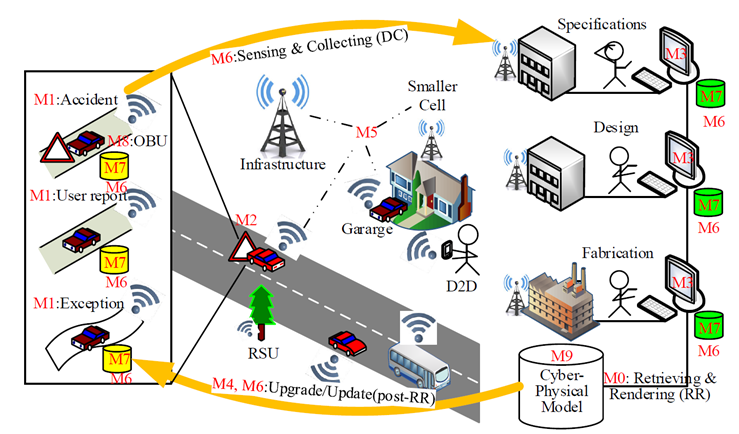 M6:Sensing & Collecting (DC)
Specifications
M3
M7
M6
M1:Accident
M8:OBU
M7
M6
Smaller
Cell
M5
Infrastructure
Design
M3
M7
M6
M1:User report
M7
M6
M2
Gararge
D2D
Fabrication
M3
M7
M6
M1:Exception
M7
M6
RSU
M4, M6:Upgrade/Update(post-RR)
M9
Cyber-
Physical
Model
M0: Retrieving &
Rendering (RR)